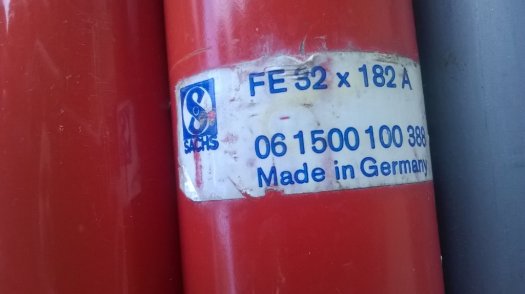 FE 32 x 182 A
06 1500 100 388
SACHS
Made in Germany